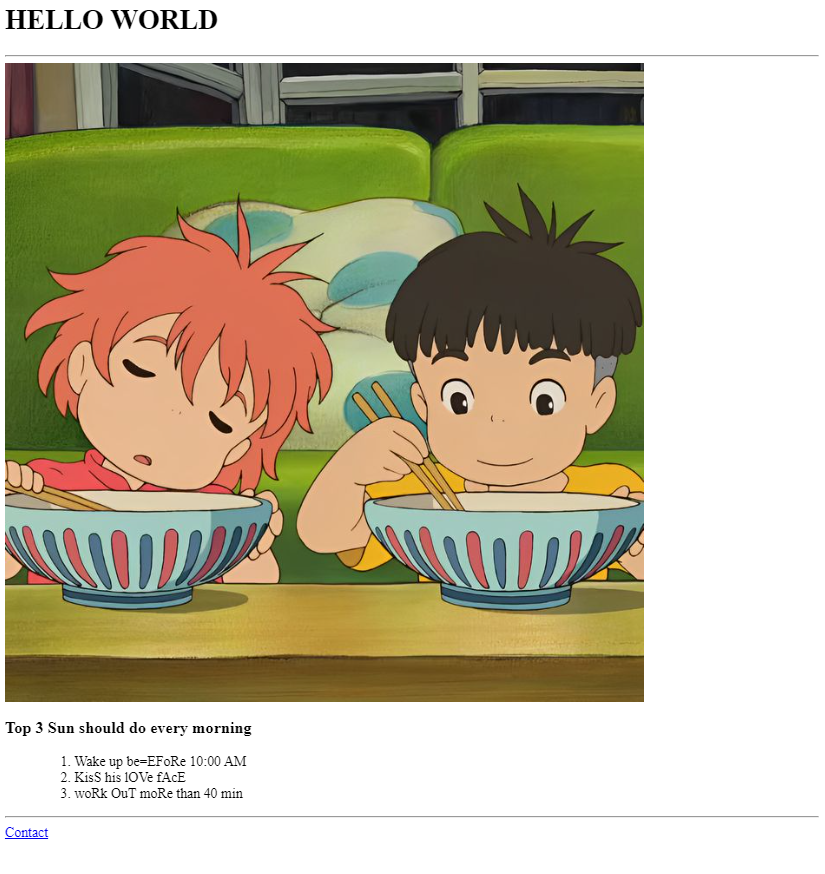 HELLO WORLD
Top 3 Sun should do every morning
1. Wake up be=EFoRe 10:00 AM
2. KisS his lOVe fAcE
3. woRk OuT moRe than 40 min
Contact